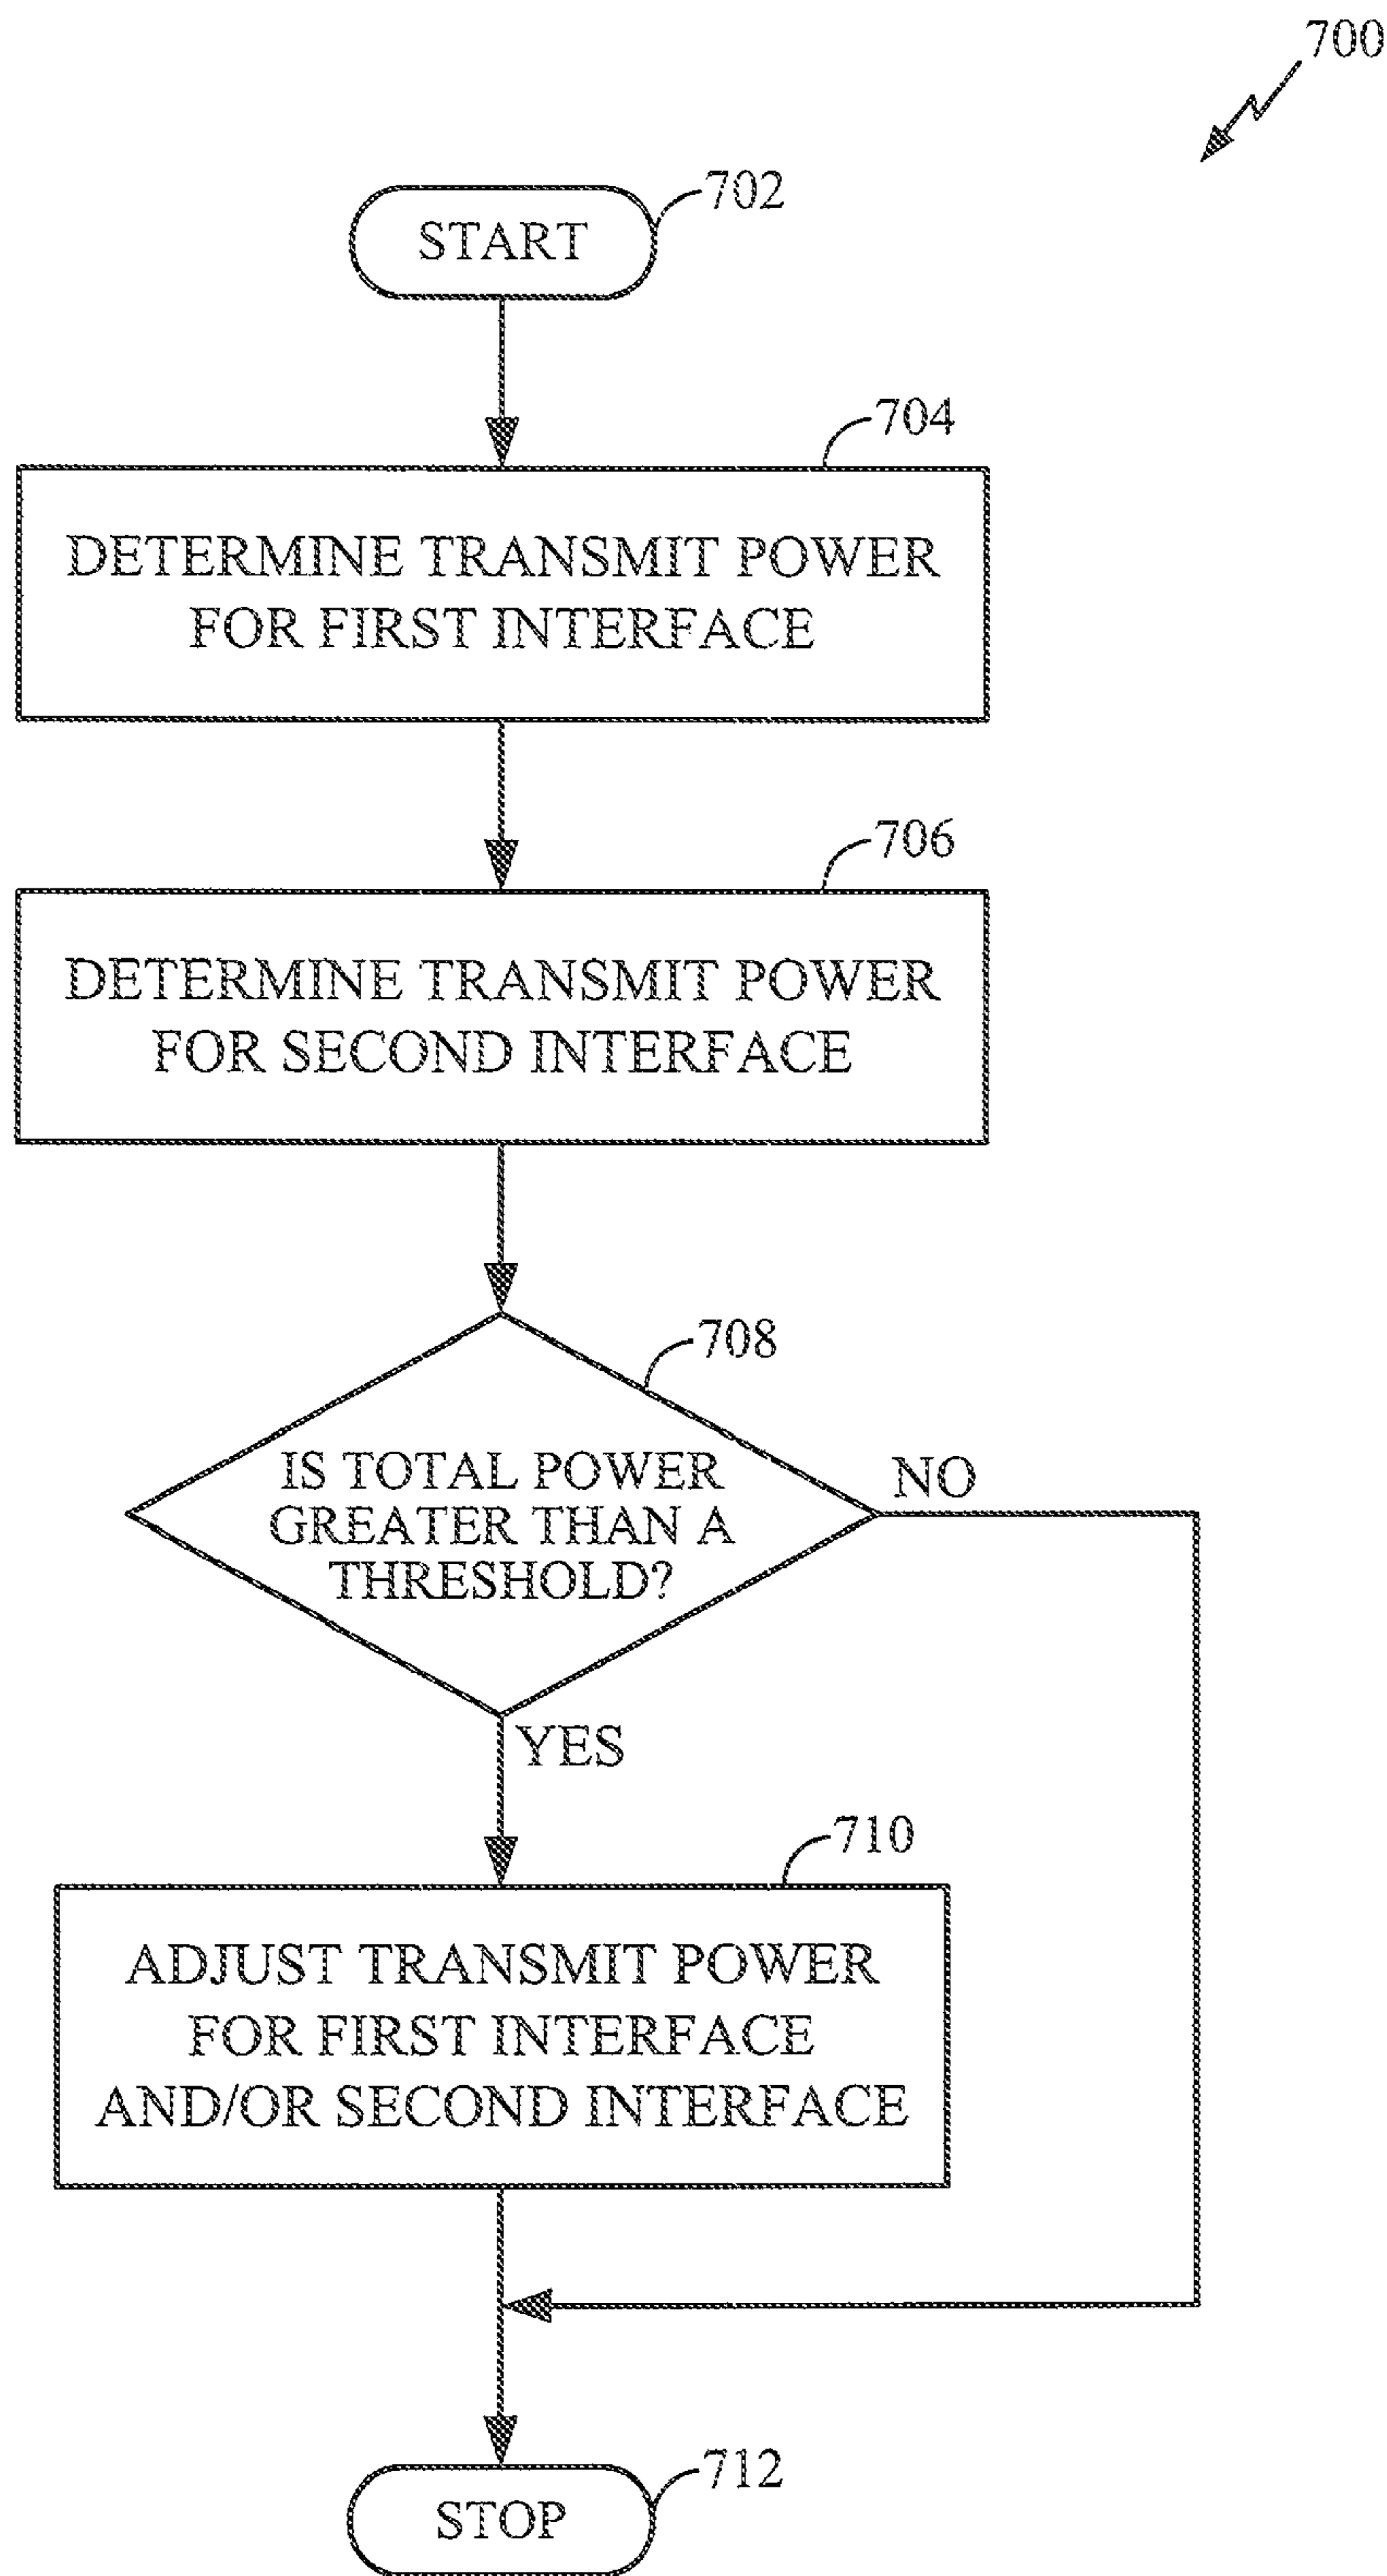 700
START
702
704
DETERMINE TRANSMIT POWER
FOR FIRST INTERFACE
706
DETERMINE TRANSMIT POWER
FOR SECOND INTERFACE
708
IS TOTAL POWER
GREATER THAN A
THRESHOLD?
NO
YES
710
ADJUST TRANSMIT POWER
FOR FIRST INTERFACE
AND/OR SECOND INTERFACE
STOP
712